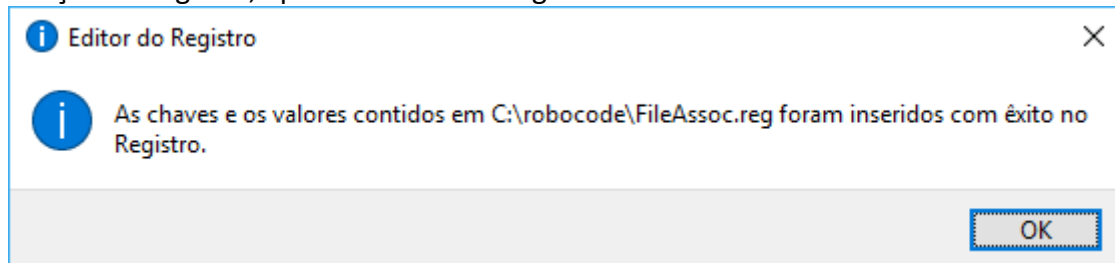 Editor do Registro
As chaves e os valores contidos em C:\robocode\FileAssoc.reg foram inseridos com êxito no
Registro.
OK